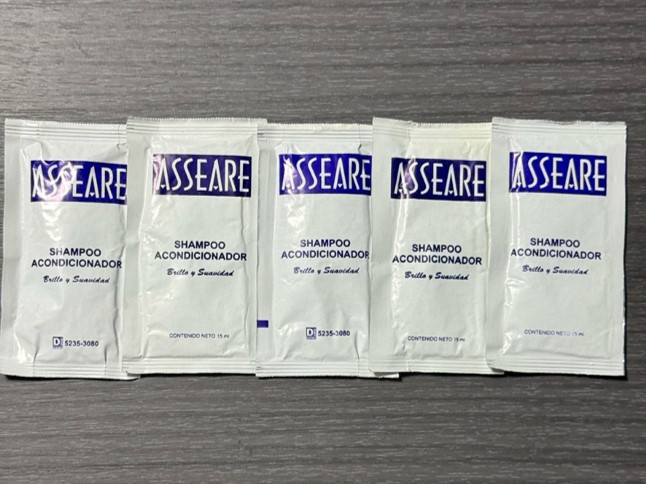 ASSEARE
SHAMPOO
ACONDICIONADOR
Brillo y Suavidad
D 5235-3080
ASSEARE
SHAMPOO
ACONDICIONADOR
Brillo y Suavidad
CONTENIDO NETO 15 ml
ASSEARE
SHAMPOO
ACONDICIONADOR
Brillo y Suavidad
D 5235-3080
ASSEARE
SHAMPOO
ACONDICIONADOR
Brillo y Suavidad
CONTENIDO NETO 15 ml
ASSEARE
SHAMPOO
ACONDICIONADOR
Brillo y Suavidad
CONTENIDO NETO 15 ml